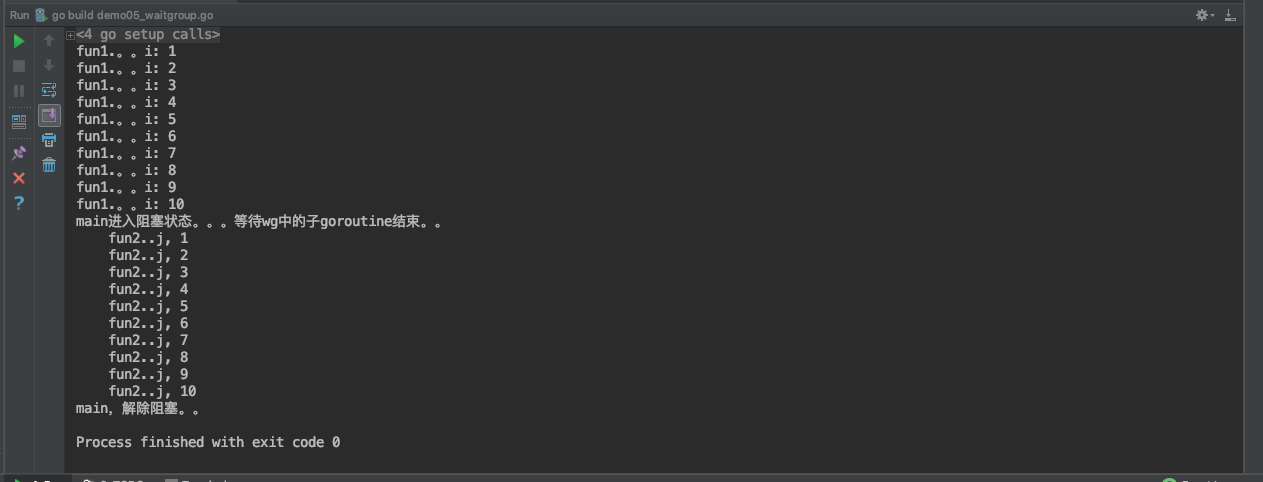 Run go build demo05_waitgroup.go
<4 go setup calls>
fun1.。。i: 1
fun1.。。i: 2
fun1.。。i: 3
fun1.。。i: 4
fun1.。。i: 5
fun1.。。i: 6
fun1.。。i: 7
fun1.。。i: 8
fun1.。。i: 9
fun1.。。i: 10
main进入阻塞状态。。。等待wg中的子goroutine结束。。
fun2..j, 1
fun2..j, 2
fun2..j, 3
fun2..j, 4
fun2..j, 5
fun2..j, 6
fun2..j, 7
fun2..j, 8
fun2..j, 9
fun2..j, 10
main，解除阻塞。。
Process finished with exit code 0